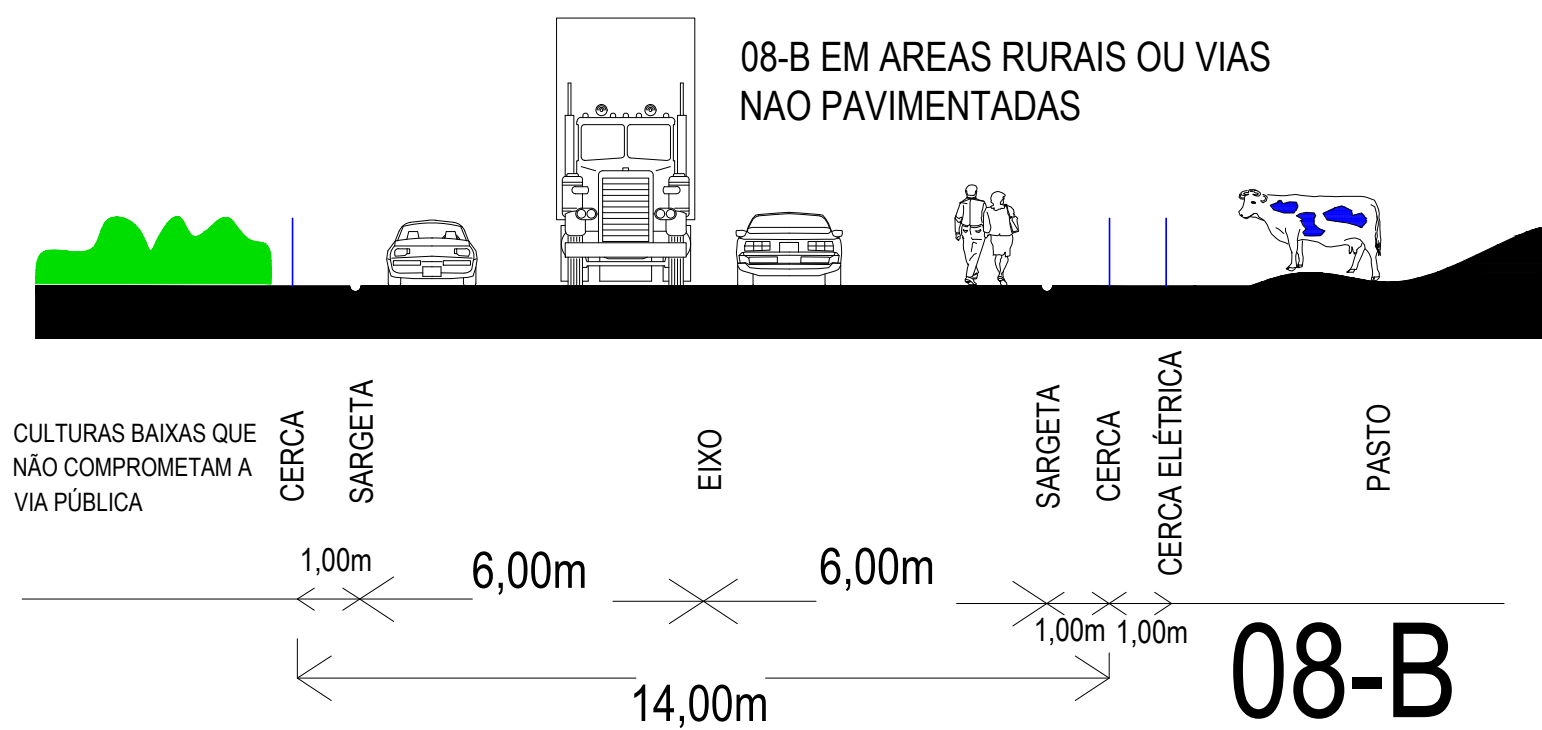 08-B EM AREAS RURAIS OU VIAS
NAO PAVIMENTADAS
CULTURAS BAIXAS QUE
NÃO COMPROMETAM A
VIA PÚBLICA
CERCA
SARGETA
EIXO
SARGETA
CERCA
CERCA ELÉTRICA
PASTO
1,00m
6,00m
6,00m
1,00m
1,00m
14,00m
08-B